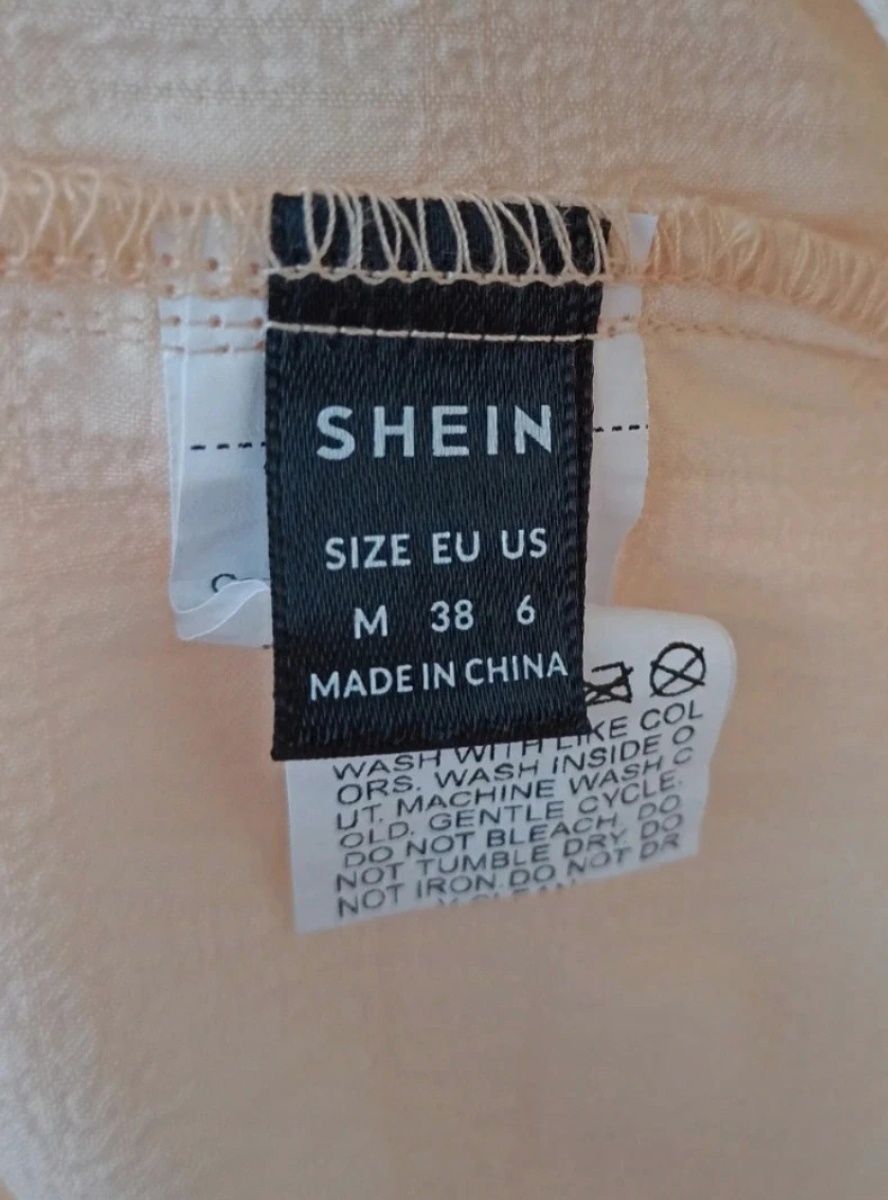 SHEIN
SIZE EU US
M 38 6
MADE IN CHINA
WASH WITH LIKE COL
ORS. WASH INSIDE O
UT. MACHINE WASH C
OLD. GENTLE CYCLE.
DO NOT BLEACH. DO
NOT TUMBLE DRY. DO
NOT IRON. DO NOT DR
Y CLEAN